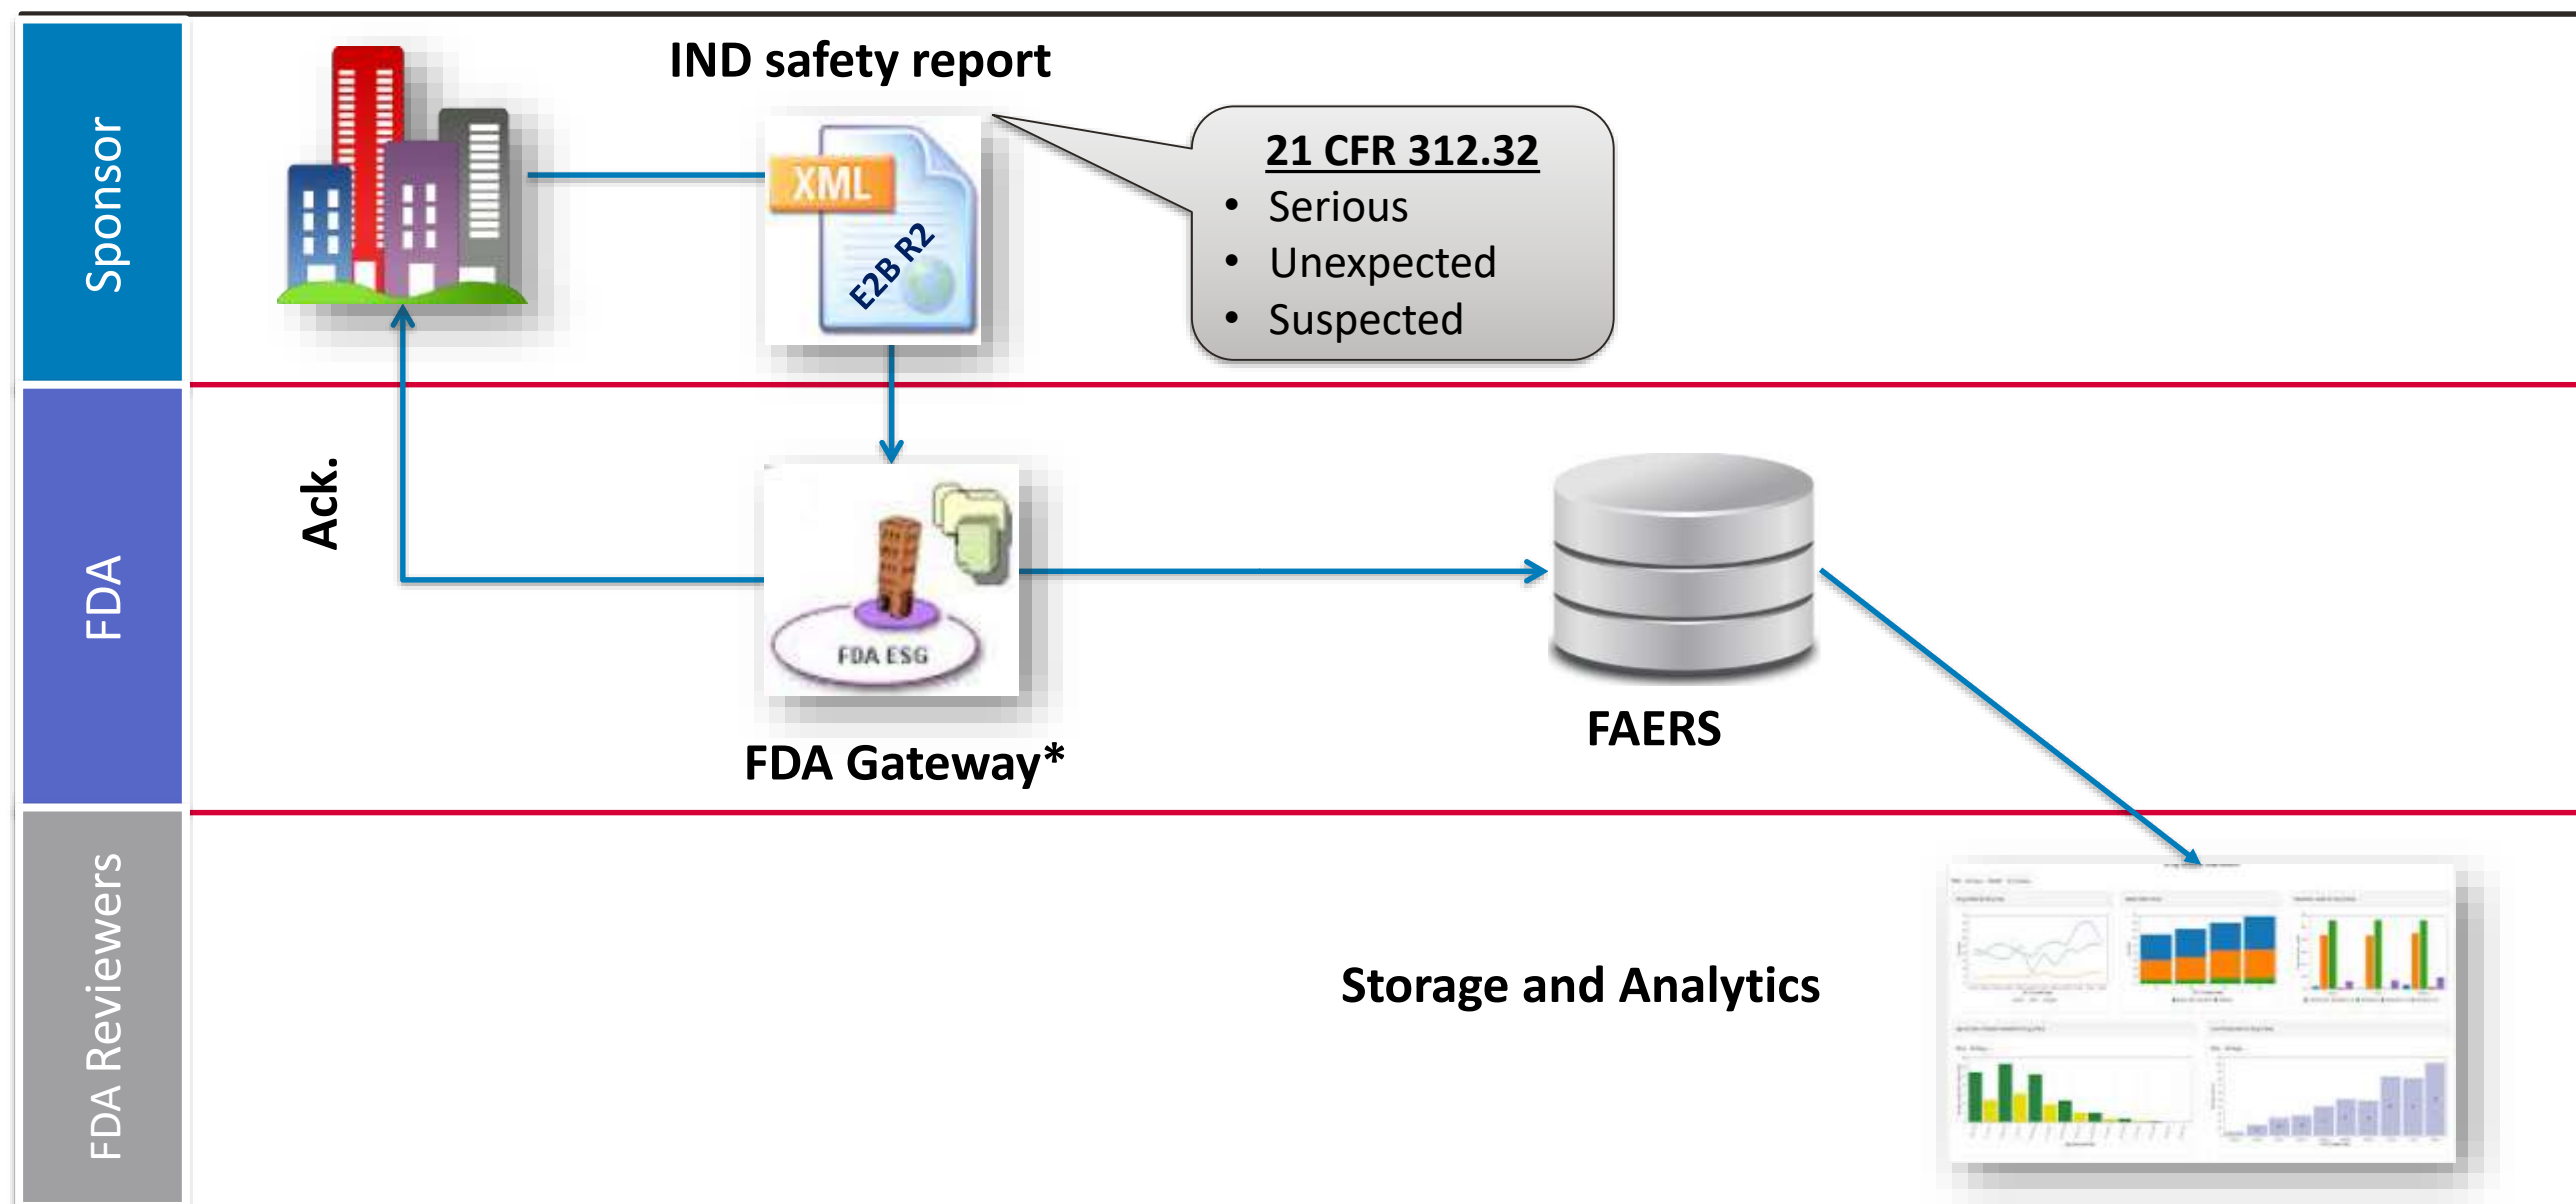 Sponsor
IND safety report
XML
E2B R2
21 CFR 312.32
• Serious
• Unexpected
• Suspected
FDA
Ack.
FDA ESG
FDA Gateway*
FAERS
FDA Reviewers
Storage and Analytics